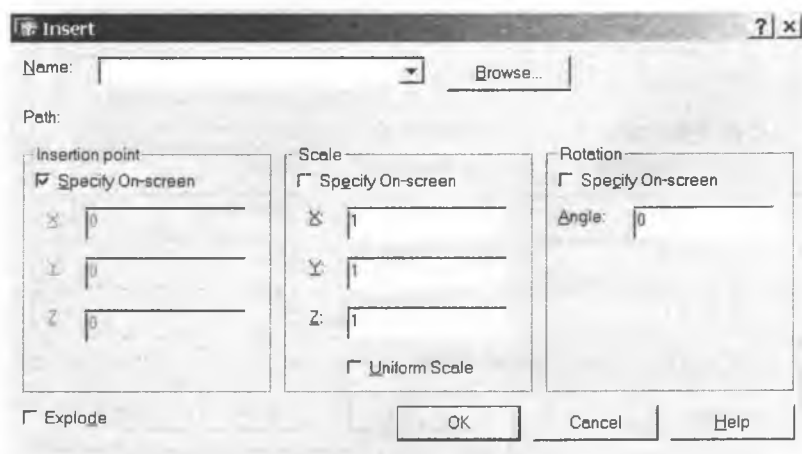 Insert
Name: Browse...
Path:
Insertion point Scale Rotation
Specify On-screen Specify On-screen Specify On-screen
X: 0 X: 1 Angle: 0
Y: 0 Y: 1
Z: 0 Z: 1
Uniform Scale
Explode OK Cancel Help